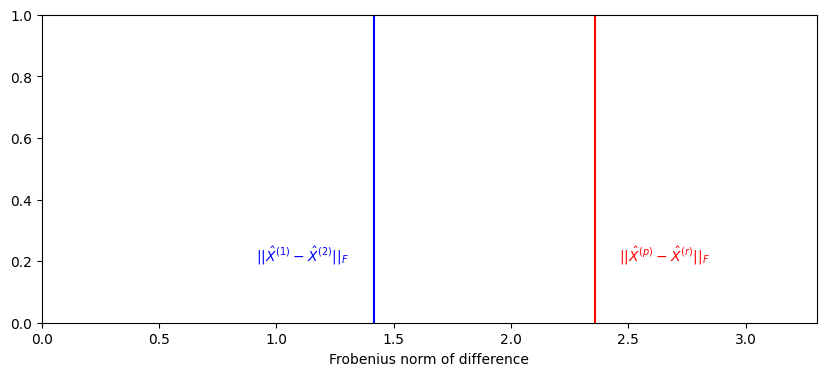 1.0
0.8
0.6
0.4
0.2
0.0
||X̂⁽¹⁾ − X̂⁽²⁾||_F
||X̂⁽ᵖ⁾ − X̂⁽ʳ⁾||_F
0.0 0.5 1.0 1.5 2.0 2.5 3.0
Frobenius norm of difference